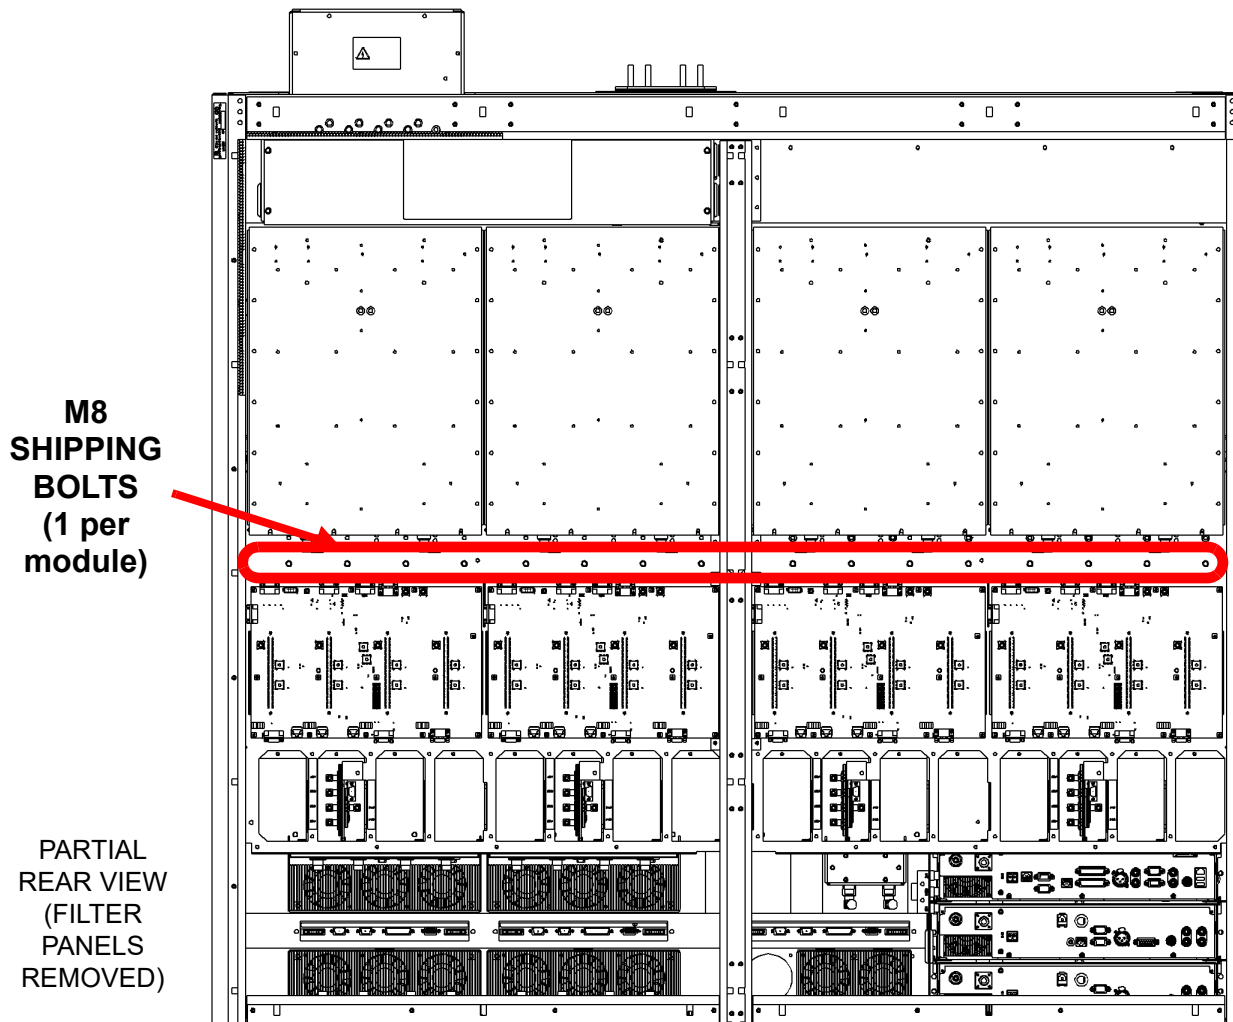 M8
SHIPPING
BOLTS
(1 per
module)
PARTIAL
REAR VIEW
(FILTER
PANELS
REMOVED)